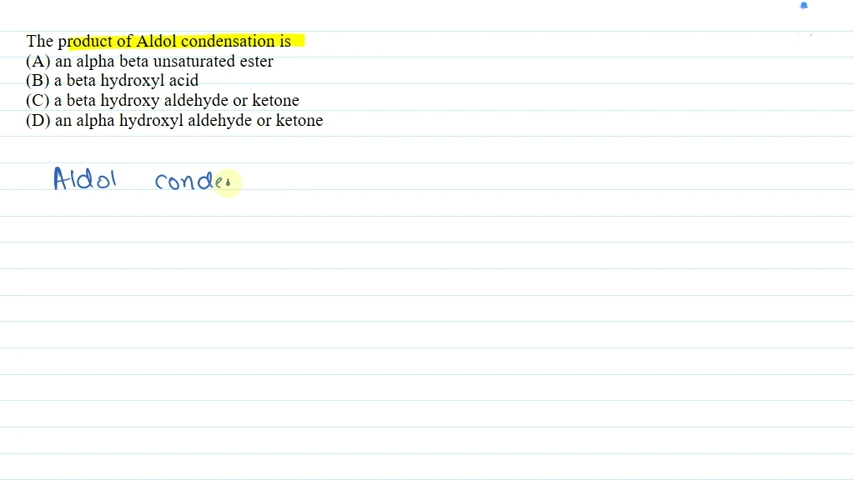 The product of Aldol condensation is
(A) an alpha beta unsaturated ester
(B) a beta hydroxyl acid
(C) a beta hydroxy aldehyde or ketone
(D) an alpha hydroxyl aldehyde or ketone
Aldol conde